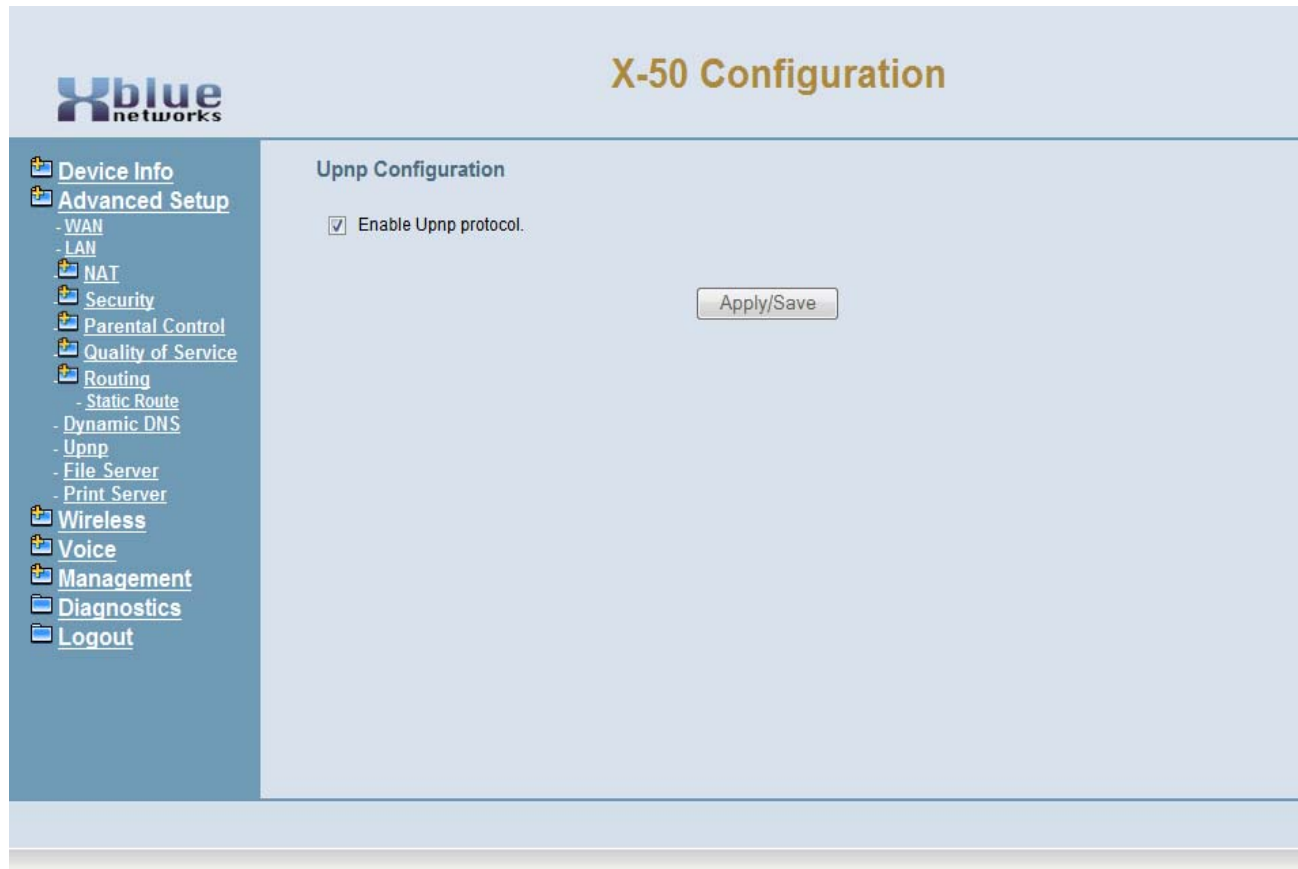 Xblue
networks
X-50 Configuration
Device Info
Advanced Setup
- WAN
- LAN
NAT
Security
Parental Control
Quality of Service
Routing
- Static Route
- Dynamic DNS
- Upnp
- File Server
- Print Server
Wireless
Voice
Management
Diagnostics
Logout
Upnp Configuration
Enable Upnp protocol.
Apply/Save